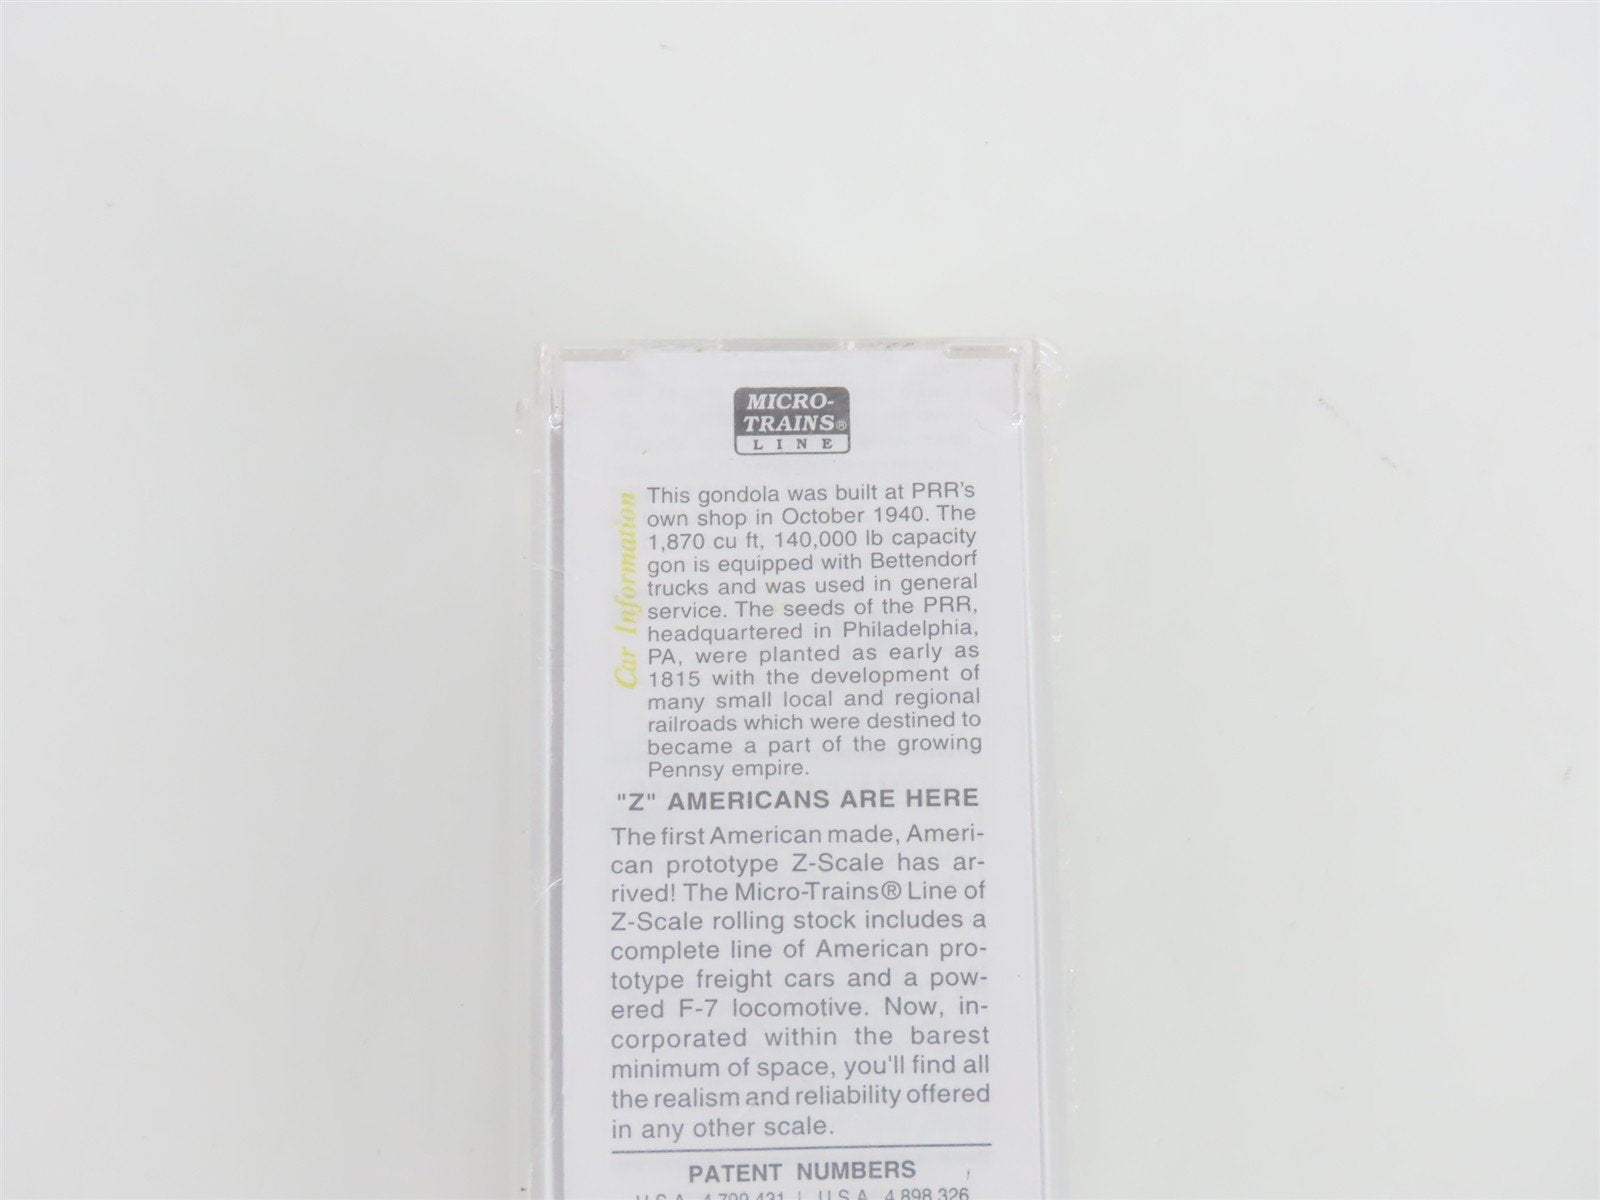 MICRO-
TRAINS®
LINE
Car Information
This gondola was built at PRR's
own shop in October 1940. The
1,870 cu ft, 140,000 lb capacity
gon is equipped with Bettendorf
trucks and was used in general
service. The seeds of the PRR,
headquartered in Philadelphia,
PA, were planted as early as
1815 with the development of
many small local and regional
railroads which were destined to
became a part of the growing
Pennsy empire.
"Z" AMERICANS ARE HERE
The first American made, Ameri-
can prototype Z-Scale has ar-
rived! The Micro-Trains® Line of
Z-Scale rolling stock includes a
complete line of American pro-
totype freight cars and a pow-
ered F-7 locomotive. Now, in-
corporated within the barest
minimum of space, you'll find all
the realism and reliability offered
in any other scale.
PATENT NUMBERS
U.S.A. 4,799,431 | U.S.A. 4,898,326